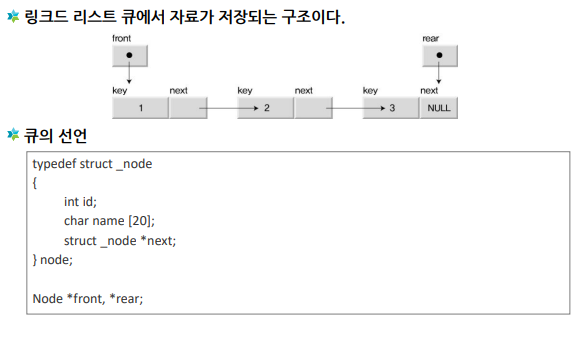 링크드 리스트 큐에서 자료가 저장되는 구조이다.
front rear
key next key next key next
1 2 3 NULL
큐의 선언
typedef struct _node
{
int id;
char name [20];
struct _node *next;
} node;
Node *front, *rear;